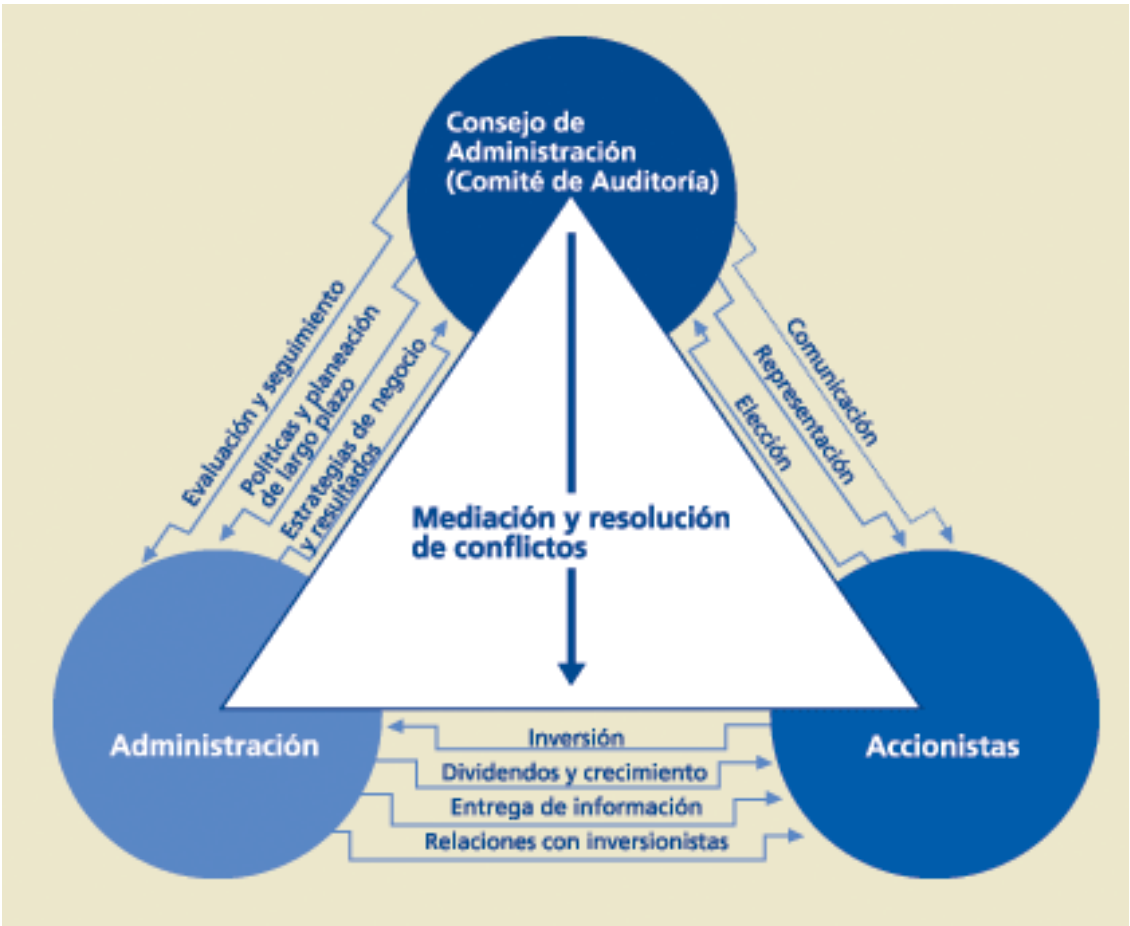 Consejo de
Administración
(Comité de Auditoría)
Evaluación y seguimiento
Políticas y planeación
de largo plazo
Estrategias de negocio
y resultados
Comunicación
Representación
Elección
Mediación y resolución
de conflictos
Administración
Accionistas
Inversión
Dividendos y crecimiento
Entrega de información
Relaciones con inversionistas